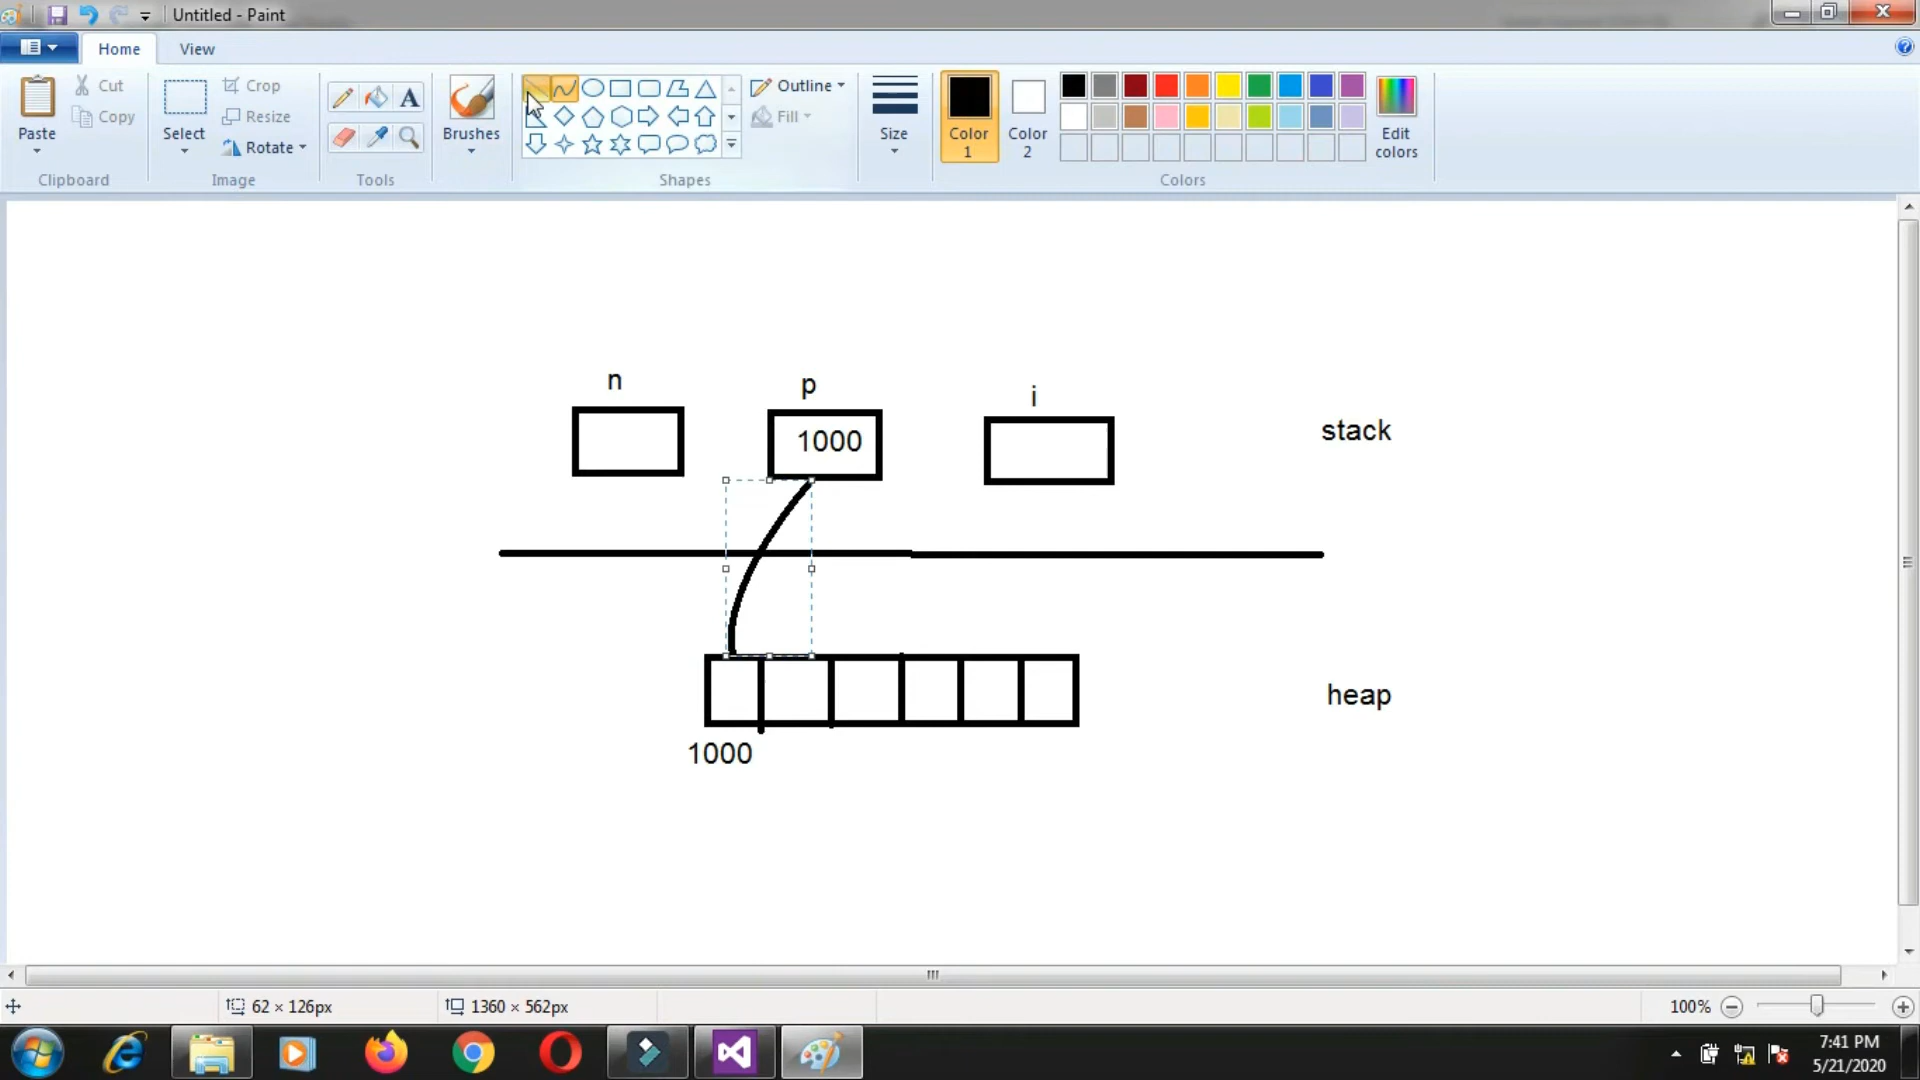 Untitled - Paint
Home
View
Paste
Cut
Copy
Clipboard
Select
Crop
Resize
Rotate
Image
A
Tools
Brushes
Shapes
Outline
Fill
Size
Color 1
Color 2
Edit colors
Colors
n
p
i
1000
stack
heap
1000
62 × 126px
1360 × 562px
100%
7:41 PM
5/21/2020